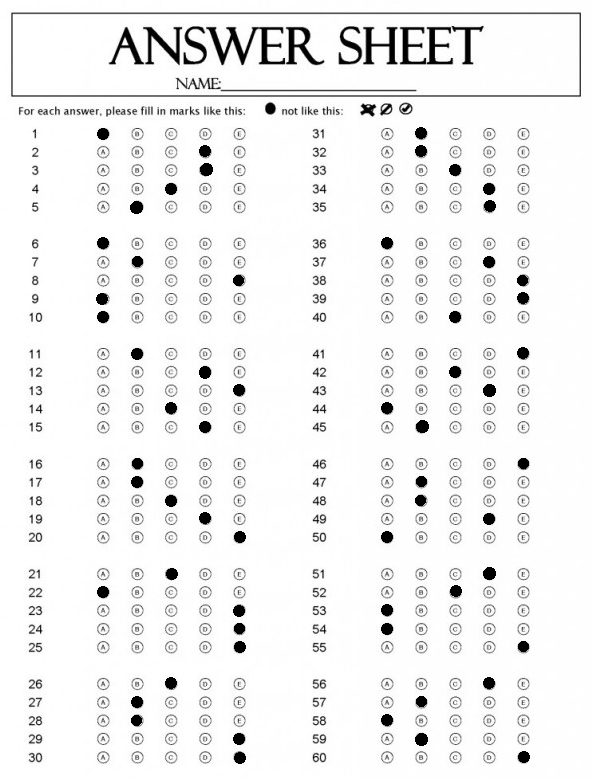 ANSWER SHEET
NAME:
For each answer, please fill in marks like this: not like this:
1 B C D E 31 A C D E
2 A B C E 32 A C D E
3 A B C E 33 A B D E
4 A B D E 34 A B C E
5 A C D E 35 A B C E
6 B C D E 36 B C D E
7 A C D E 37 A B C E
8 A B C D 38 A B C D
9 B C D E 39 A B C D
10 B C D E 40 A B D E
11 A C D E 41 A B C D
12 A B C E 42 A B D E
13 A B C D 43 A B C E
14 A B D E 44 B C D E
15 A B C E 45 A C D E
16 A C D E 46 A B C D
17 A C D E 47 A C D E
18 A B D E 48 A C D E
19 A B C E 49 A B C E
20 A B C D 50 B C D E
21 A B D E 51 A B C E
22 B C D E 52 A B D E
23 A B C D 53 B C D E
24 A B C D 54 B C D E
25 A B C D 55 A B C D
26 A B D E 56 A B C E
27 A C D E 57 A C D E
28 A C D E 58 B C D E
29 A B C D 59 A C D E
30 A B C D 60 A B C D